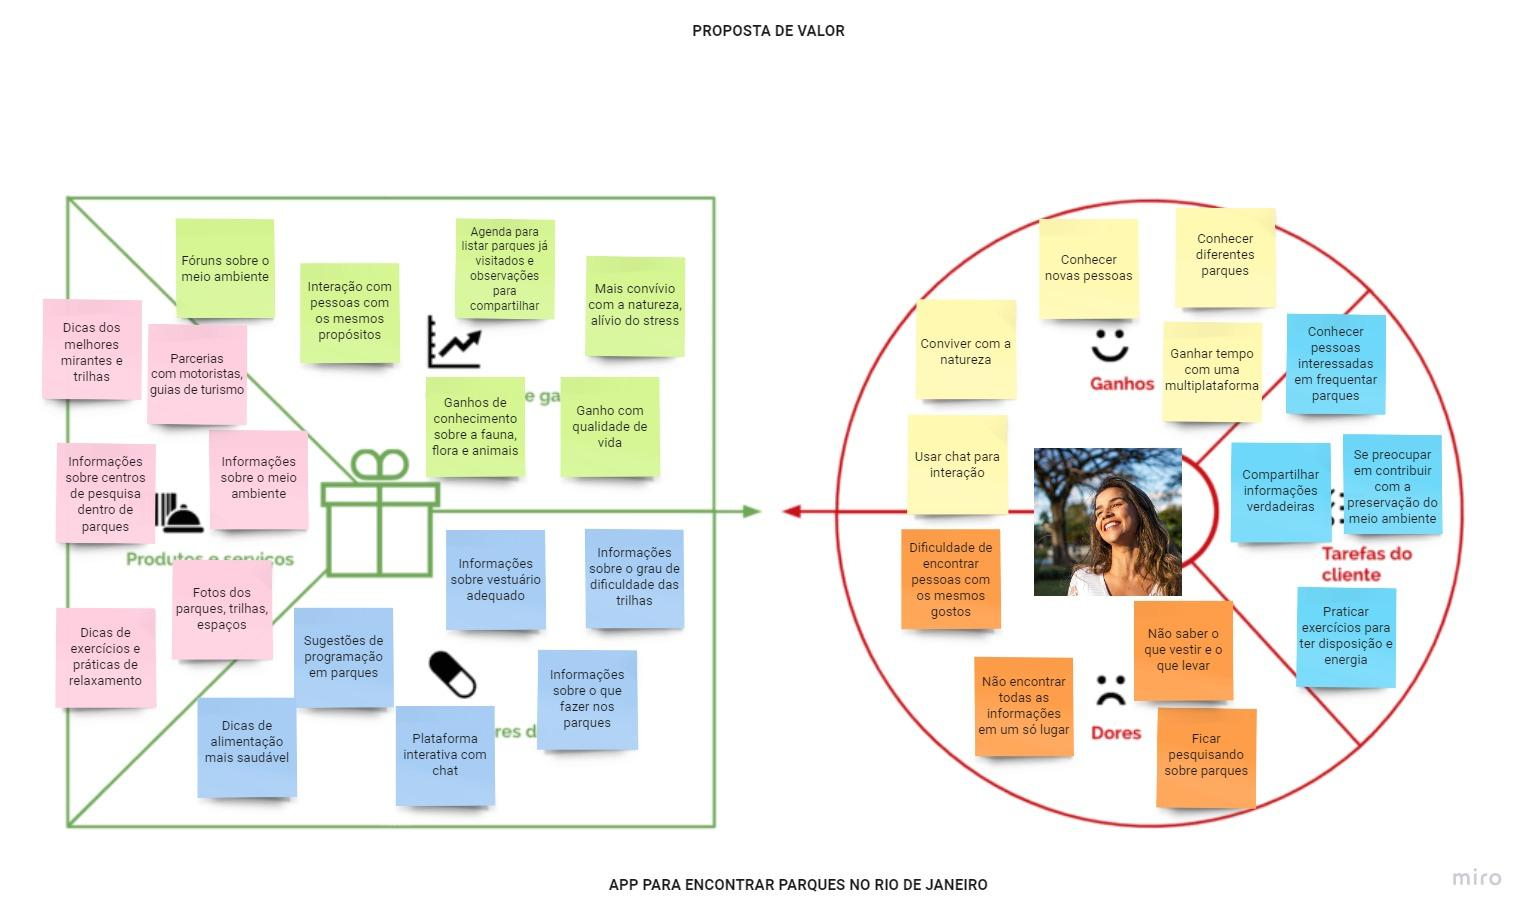 PROPOSTA DE VALOR
Fóruns sobre o
meio ambiente
Interação com
pessoas com
os mesmos
propósitos
Agenda para
listar parques já
visitados e
observações
para
compartilhar
Mais convívio
com a natureza,
alívio do stress
Dicas dos
melhores
mirantes e
trilhas
Parcerias
com motoristas,
guias de turismo
e ga
Ganhos de
conhecimento
sobre a fauna,
flora e animais
Ganho com
qualidade de
vida
Informações
sobre centros
de pesquisa
dentro de
parques
Informações
sobre o meio
ambiente
Produtos e serviços
Fotos dos
parques, trilhas,
espaços
Dicas de
exercícios e
práticas de
relaxamento
Informações
sobre vestuário
adequado
Informações
sobre o grau de
dificuldade das
trilhas
Sugestões de
programação
em parques
Informações
sobre o que
fazer nos
parques
Dicas de
alimentação
mais saudável
Plataforma
interativa com
chat
res d
Conhecer
novas pessoas
Conhecer
diferentes
parques
Conviver com a
natureza
Ganhos
Ganhar tempo
com uma
multiplataforma
Conhecer
pessoas
interessadas
em frequentar
parques
Usar chat para
interação
Compartilhar
informações
verdadeiras
Se preocupar
em contribuir
com a
preservação do
meio ambiente
Tarefas do
cliente
Dificuldade de
encontrar
pessoas com
os mesmos
gostos
Não saber o
que vestir e o
que levar
Praticar
exercícios para
ter disposição e
energia
Não encontrar
todas as
informações
em um só lugar
Dores
Ficar
pesquisando
sobre parques
APP PARA ENCONTRAR PARQUES NO RIO DE JANEIRO
miro